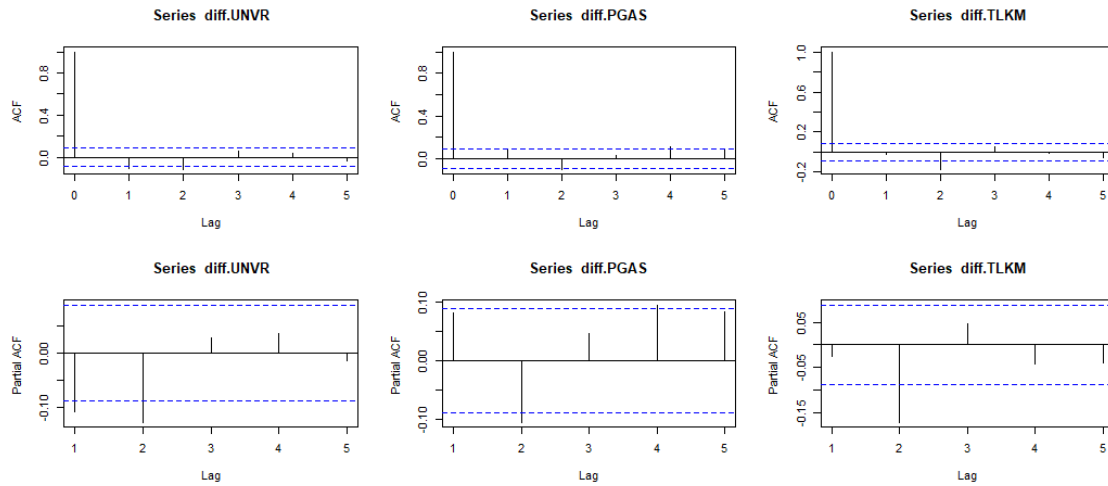 Series diff.UNVR
ACF
0.0 0.4 0.8
0 1 2 3 4 5
Lag
Series diff.PGAS
ACF
0.0 0.4 0.8
0 1 2 3 4 5
Lag
Series diff.TLKM
ACF
-0.2 0.2 0.6 1.0
0 1 2 3 4 5
Lag
Series diff.UNVR
Partial ACF
-0.10 0.00
1 2 3 4 5
Lag
Series diff.PGAS
Partial ACF
-0.10 0.00 0.10
1 2 3 4 5
Lag
Series diff.TLKM
Partial ACF
-0.15 -0.05 0.05
1 2 3 4 5
Lag